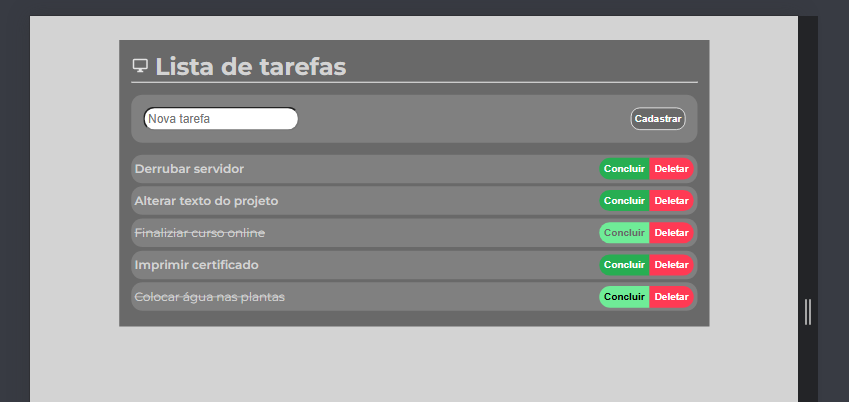 Lista de tarefas
Nova tarefa
Cadastrar
Derrubar servidor Concluir Deletar
Alterar texto do projeto Concluir Deletar
Finaliziar curso online Concluir Deletar
Imprimir certificado Concluir Deletar
Colocar água nas plantas Concluir Deletar